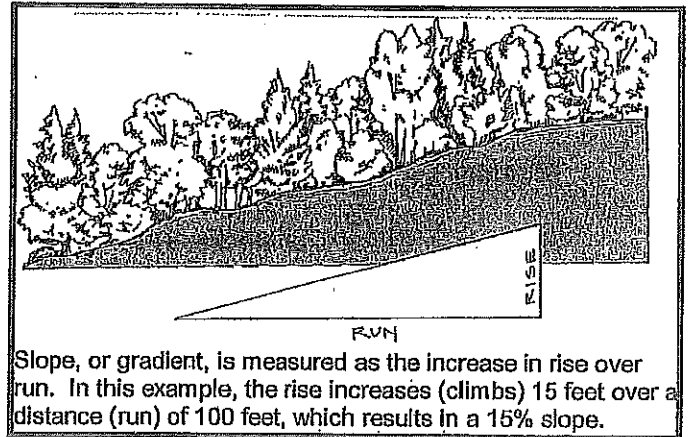 RISE
RUN
Slope, or gradient, is measured as the increase in rise over
run. In this example, the rise increases (climbs) 15 feet over a
distance (run) of 100 feet, which results in a 15% slope.